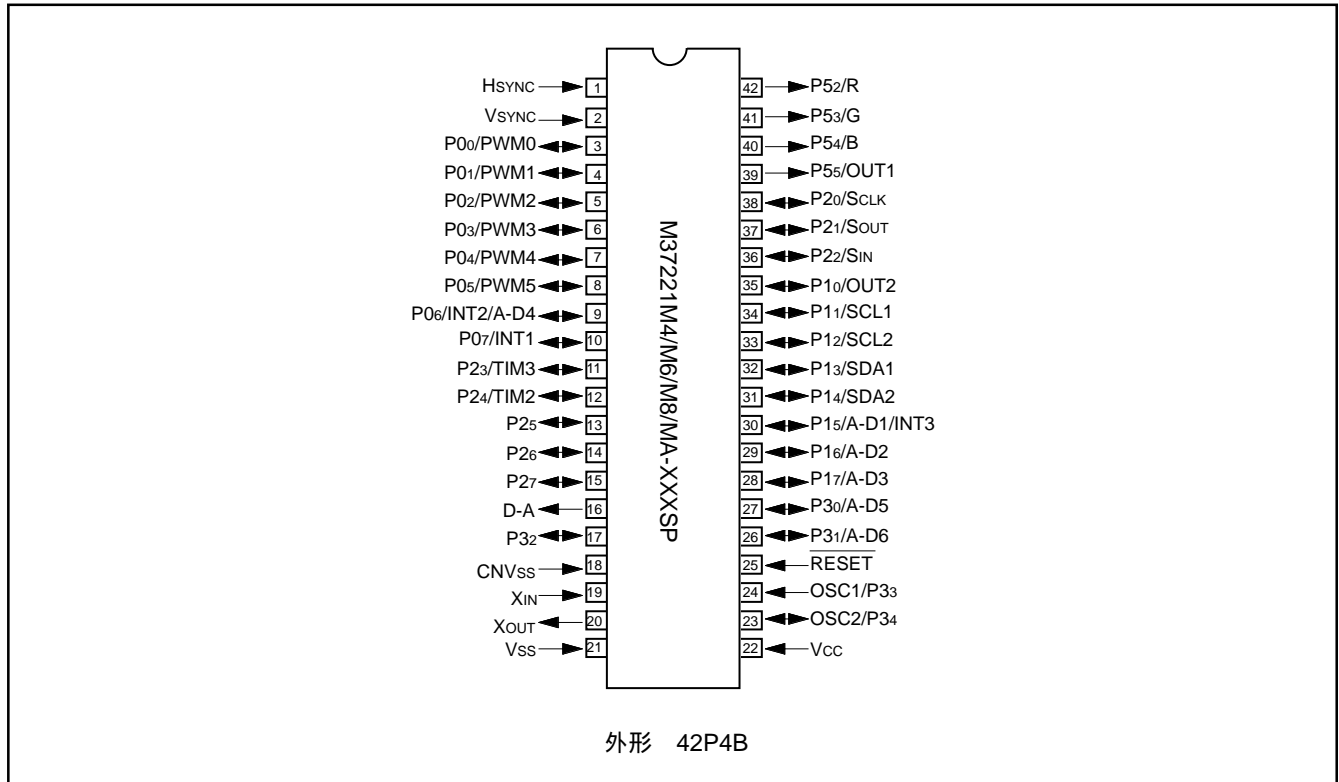 HSYNC 1 42 P52/R
VSYNC 2 41 P53/G
P00/PWM0 3 40 P54/B
P01/PWM1 4 39 P55/OUT1
P02/PWM2 5 38 P20/SCLK
P03/PWM3 6 37 P21/SOUT
P04/PWM4 7 36 P22/SIN
P05/PWM5 8 35 P10/OUT2
P06/INT2/A-D4 9 34 P11/SCL1
P07/INT1 10 33 P12/SCL2
P23/TIM3 11 32 P13/SDA1
P24/TIM2 12 31 P14/SDA2
P25 13 30 P15/A-D1/INT3
P26 14 29 P16/A-D2
P27 15 28 P17/A-D3
D-A 16 27 P30/A-D5
P32 17 26 P31/A-D6
CNVSS 18 25 RESET
XIN 19 24 OSC1/P33
XOUT 20 23 OSC2/P34
VSS 21 22 VCC
M37221M4/M6/M8/MA-XXXSP
外形 42P4B